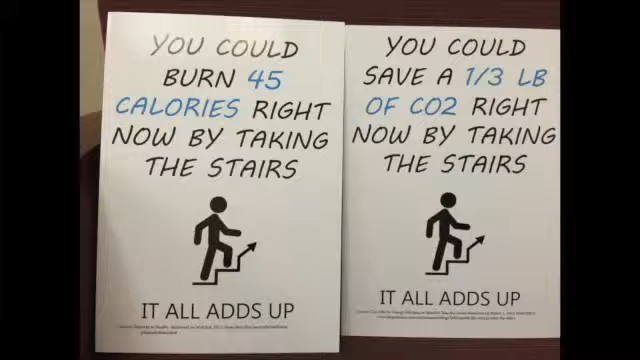 YOU COULD
BURN 45
CALORIES RIGHT
NOW BY TAKING
THE STAIRS
IT ALL ADDS UP
YOU COULD
SAVE A 1/3 LB
OF CO2 RIGHT
NOW BY TAKING
THE STAIRS
IT ALL ADDS UP